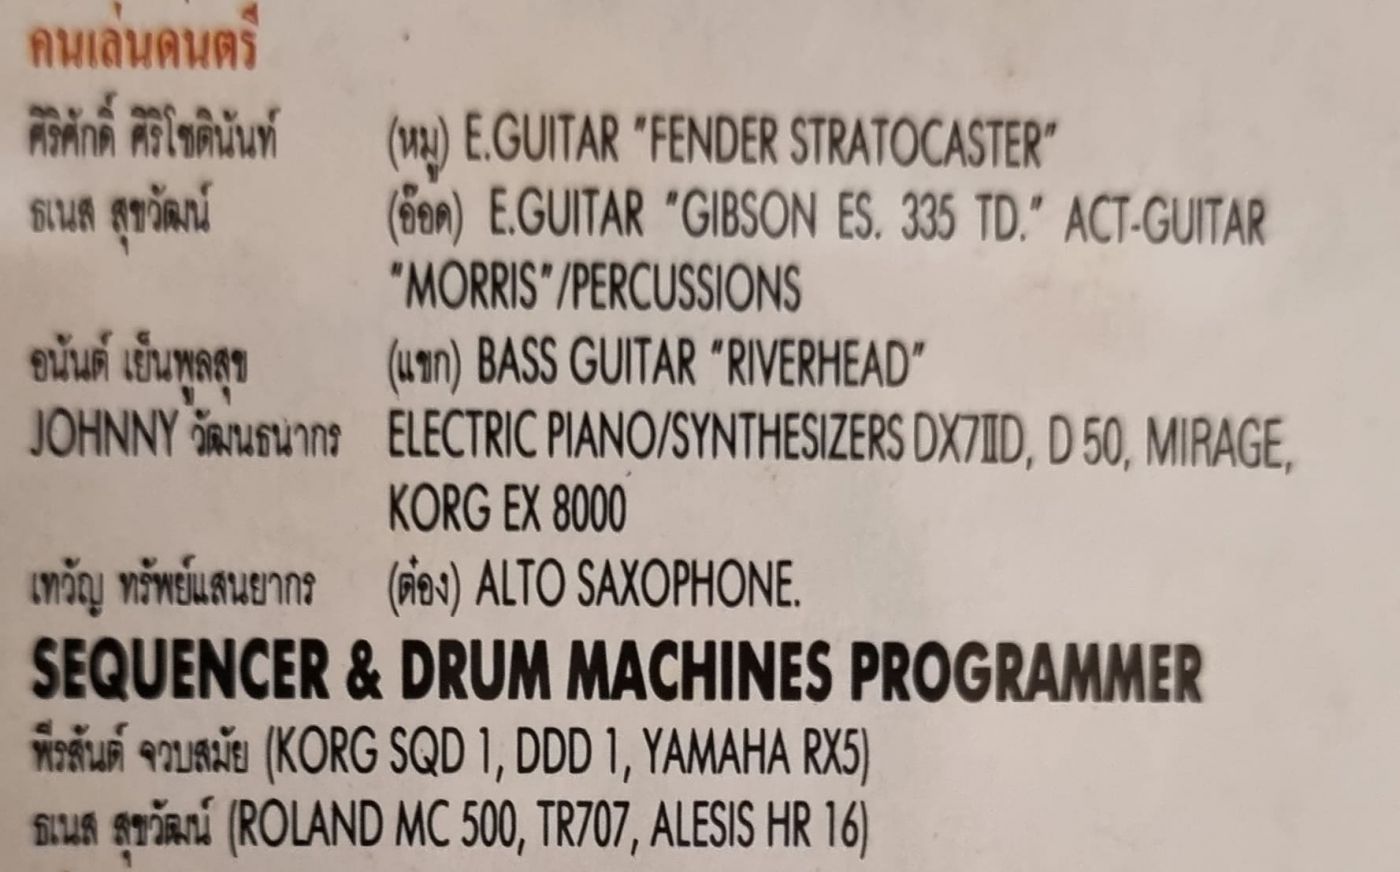 คนเล่นดนตรี
ศิริศักดิ์ ศิริโชตินันท์ (หมู) E.GUITAR "FENDER STRATOCASTER"
ธเนส สุขวัฒน์ (อ๊อด) E.GUITAR "GIBSON ES. 335 TD." ACT-GUITAR
"MORRIS"/PERCUSSIONS
อนันต์ เย็นพูลสุข (แขก) BASS GUITAR "RIVERHEAD"
JOHNNY วัฒนธนากร ELECTRIC PIANO/SYNTHESIZERS DX7IID, D 50, MIRAGE,
KORG EX 8000
เทวัญ ทรัพย์แสนยากร (ต๋อง) ALTO SAXOPHONE.
SEQUENCER & DRUM MACHINES PROGRAMMER
พีรสันต์ จวบสมัย (KORG SQD 1, DDD 1, YAMAHA RX5)
ธเนส สุขวัฒน์ (ROLAND MC 500, TR707, ALESIS HR 16)